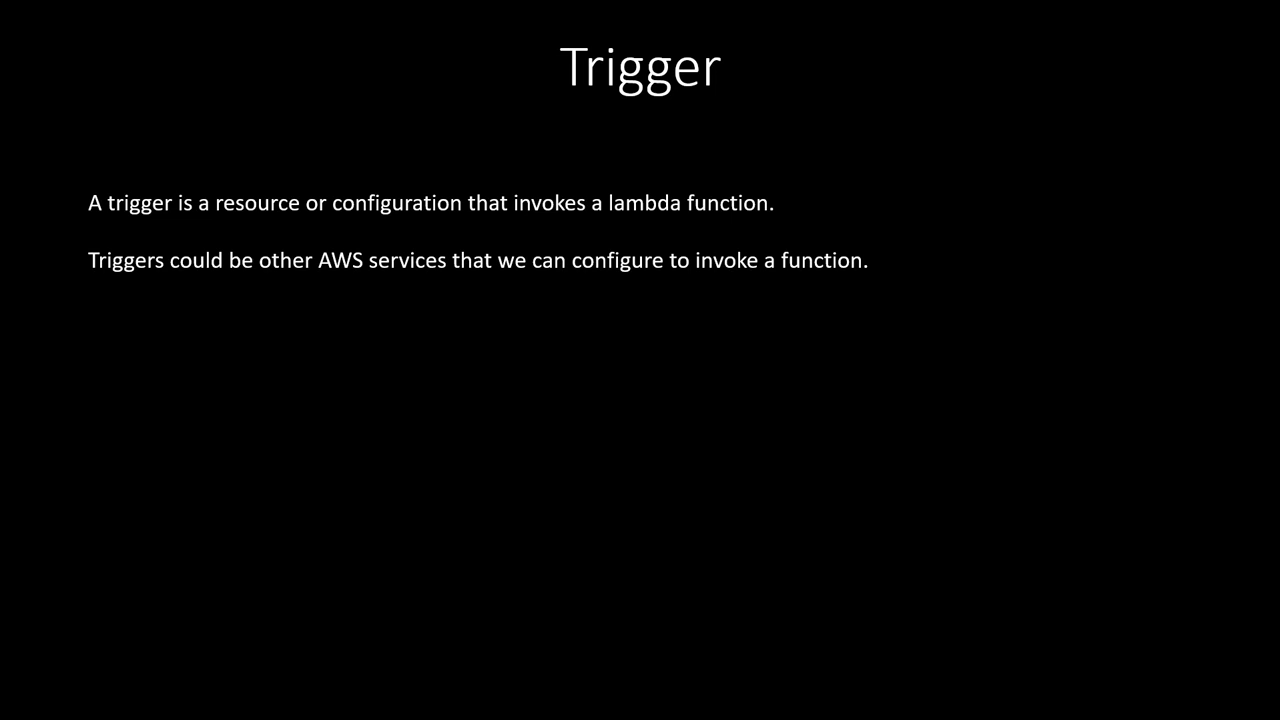 Trigger
A trigger is a resource or configuration that invokes a lambda function.
Triggers could be other AWS services that we can configure to invoke a function.